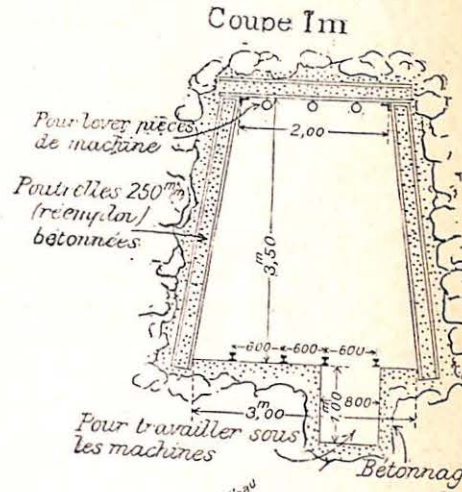 Coupe Im
Pour lever pièces
de machine
2,00
Poutrelles 250 m/m
(réemploi)
bétonnées
3,50 m
600 600 600
800
1,00 m
3,00 m
Pour travailler sous
les machines
Bétonnag